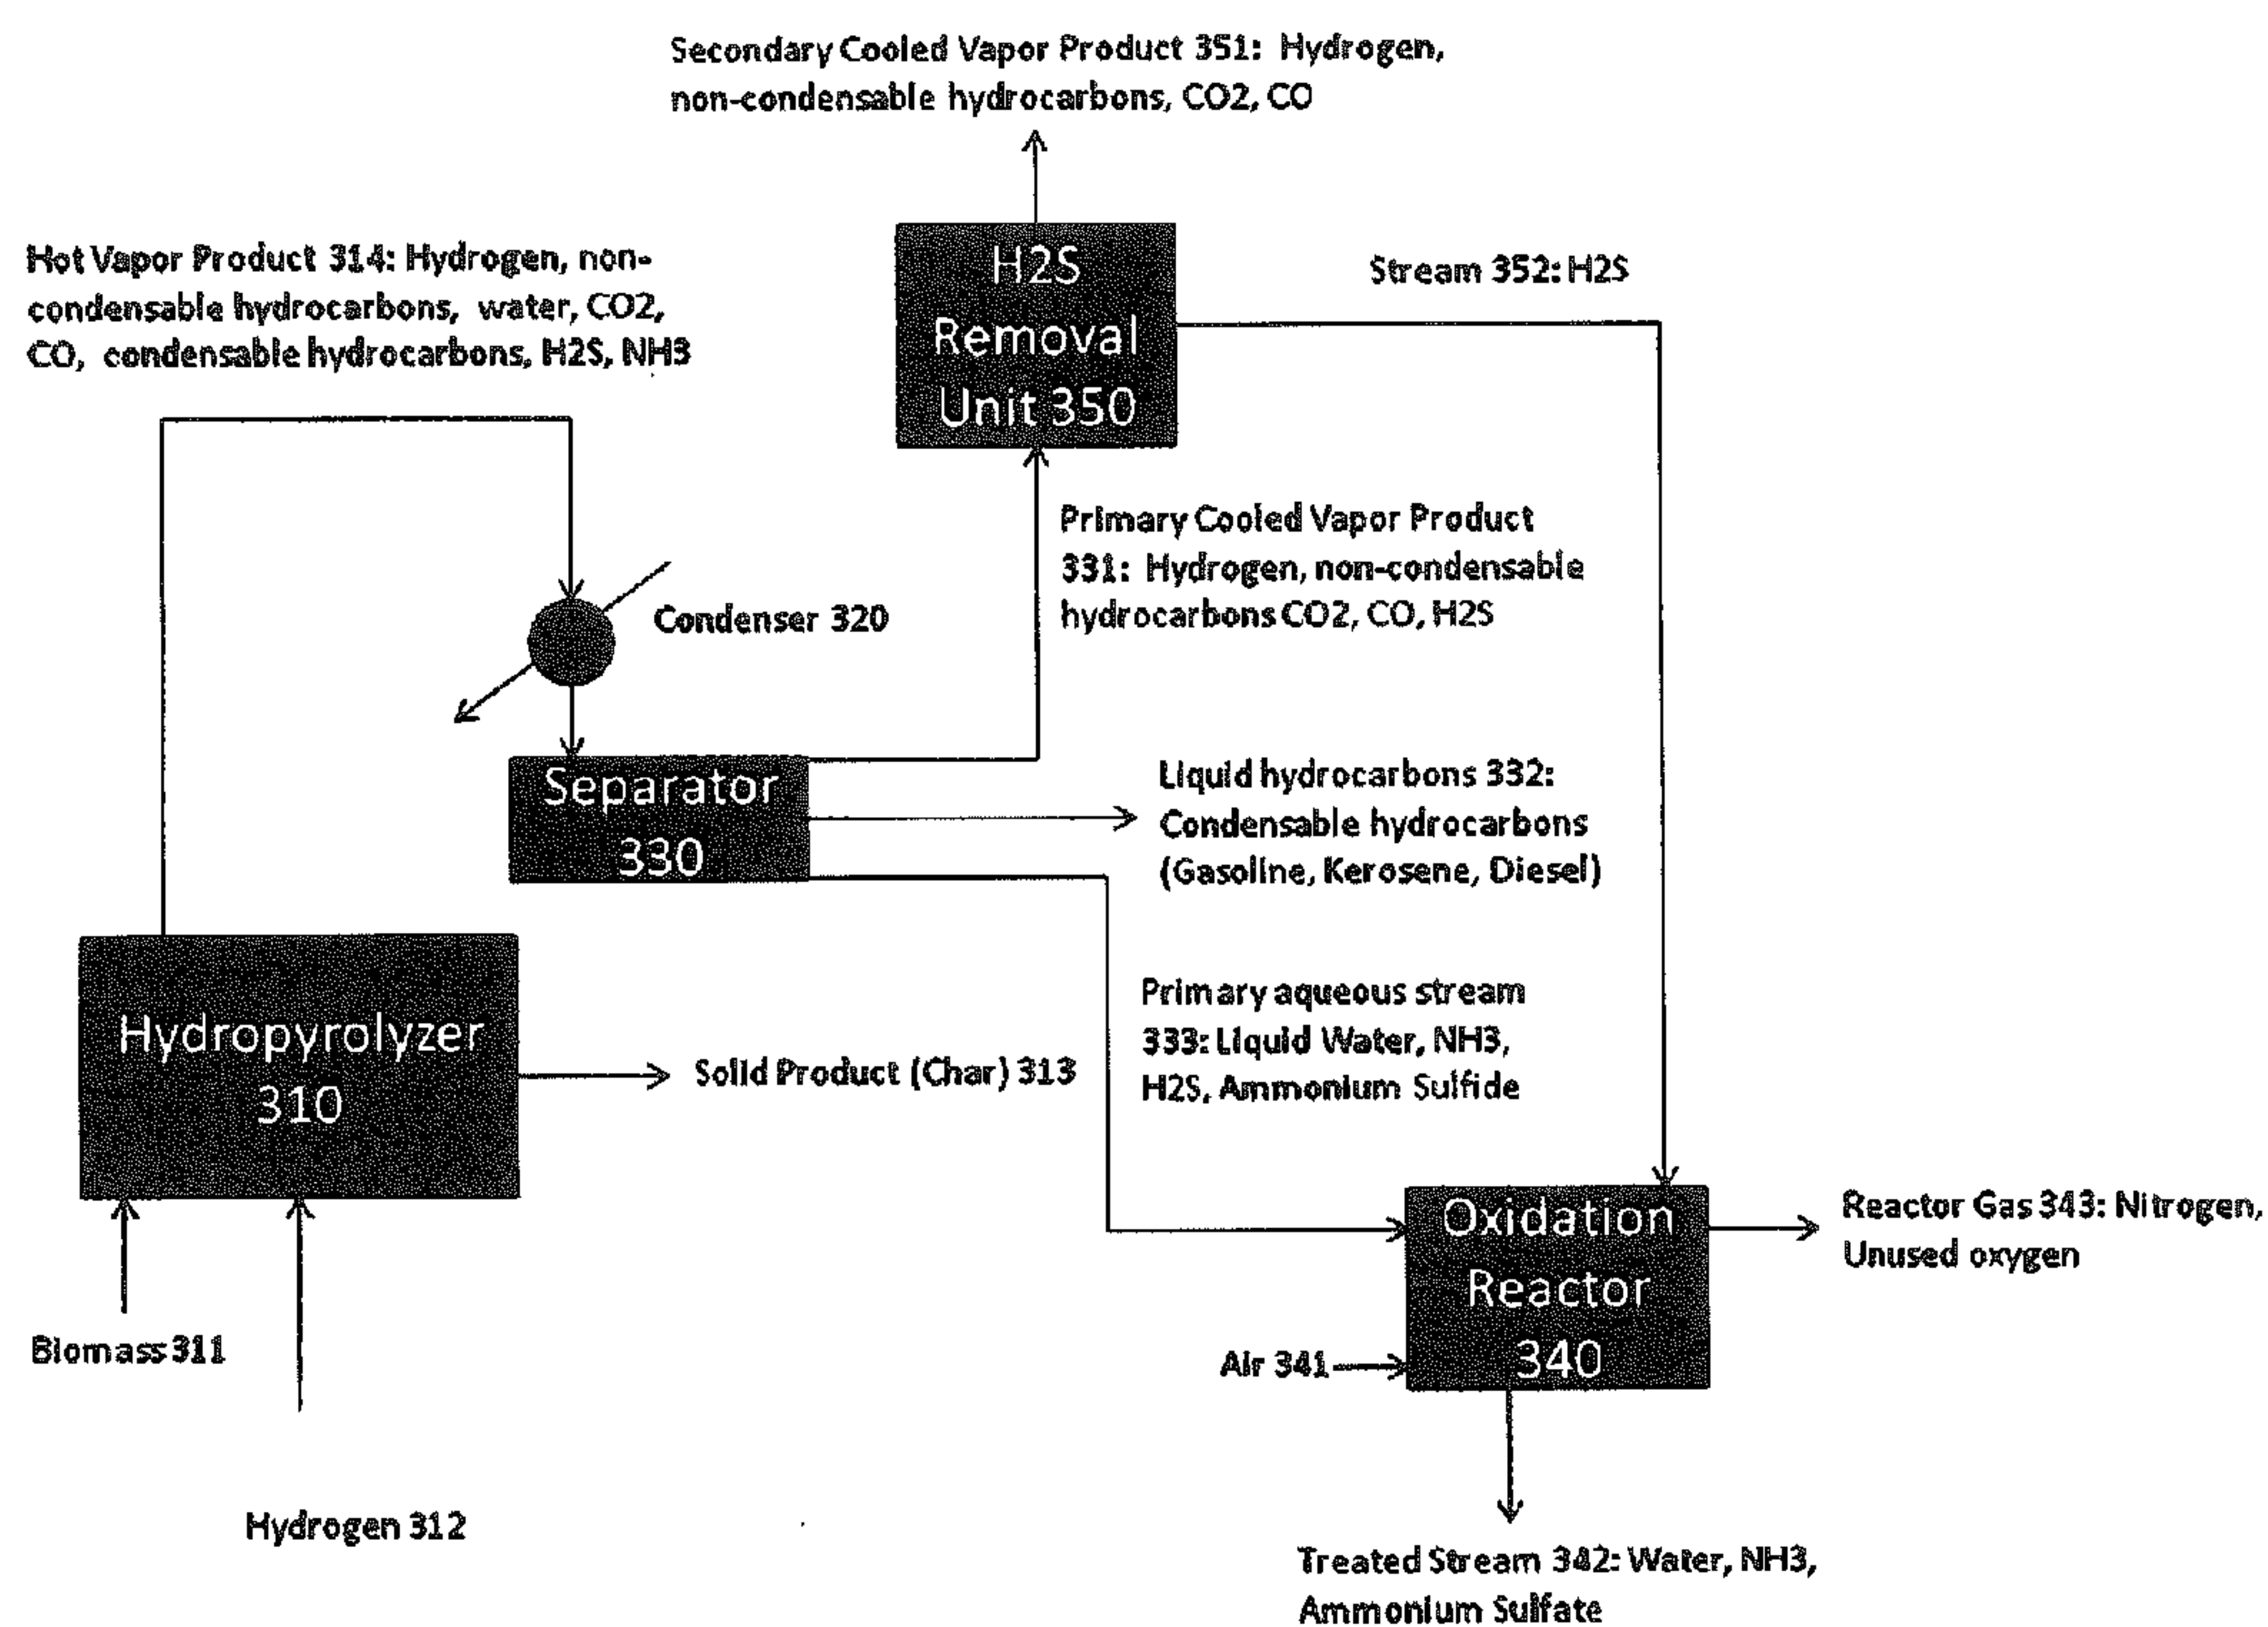 Secondary Cooled Vapor Product 351: Hydrogen,
non-condensable hydrocarbons, CO2, CO
Hot Vapor Product 314: Hydrogen, non-
condensable hydrocarbons, water, CO2,
CO, condensable hydrocarbons, H2S, NH3
H2S
Removal
Unit 350
Stream 352: H2S
Primary Cooled Vapor Product
331: Hydrogen, non-condensable
hydrocarbons CO2, CO, H2S
Condenser 320
Separator
330
Liquid hydrocarbons 332:
Condensable hydrocarbons
(Gasoline, Kerosene, Diesel)
Hydropyrolyzer
310
Solid Product (Char) 313
Primary aqueous stream
333: Liquid Water, NH3,
H2S, Ammonium Sulfide
Oxidation
Reactor
340
Reactor Gas 343: Nitrogen,
Unused oxygen
Biomass 311
Air 341
Hydrogen 312
Treated Stream 342: Water, NH3,
Ammonium Sulfate